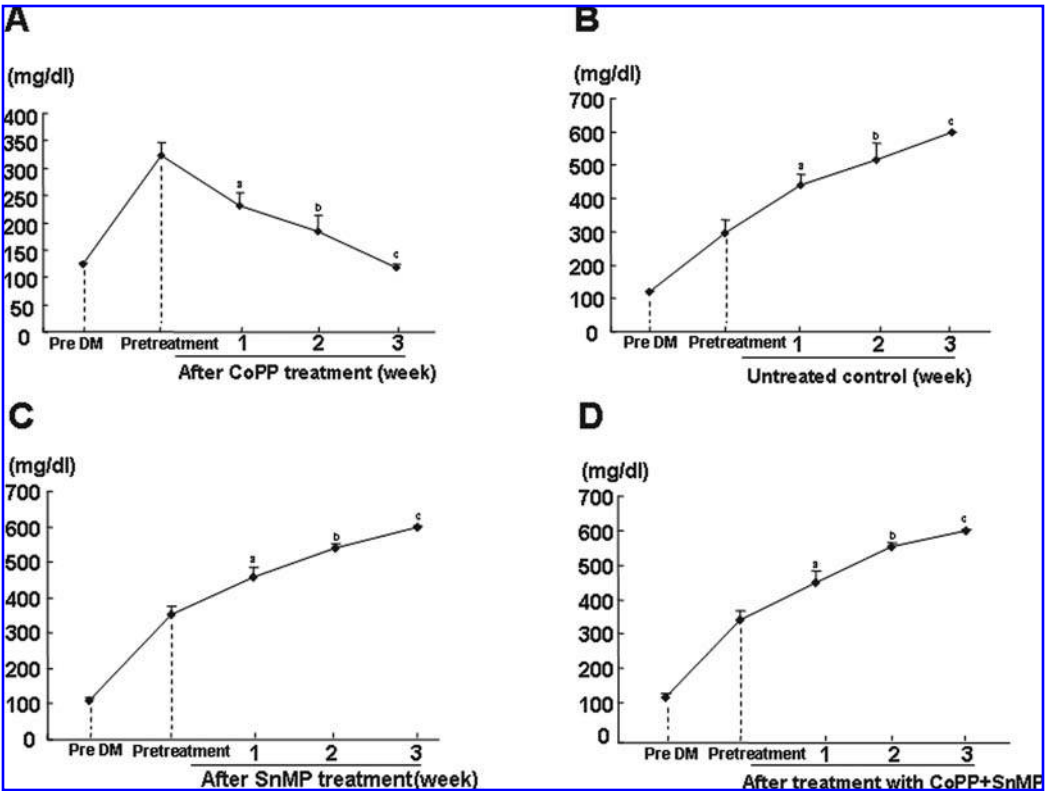 A
(mg/dl)
400
350
300
250
200
150
100
50
0
a
b
c
Pre DM Pretreatment 1 2 3
After CoPP treatment (week)
B
(mg/dl)
700
600
500
400
300
200
100
0
a
b
c
Pre DM Pretreatment 1 2 3
Untreated control (week)
C
(mg/dl)
700
600
500
400
300
200
100
0
a
b
c
Pre DM Pretreatment 1 2 3
After SnMP treatment(week)
D
(mg/dl)
700
600
500
400
300
200
100
0
a
b
c
Pre DM Pretreatment 1 2 3
After treatment with CoPP+SnMP